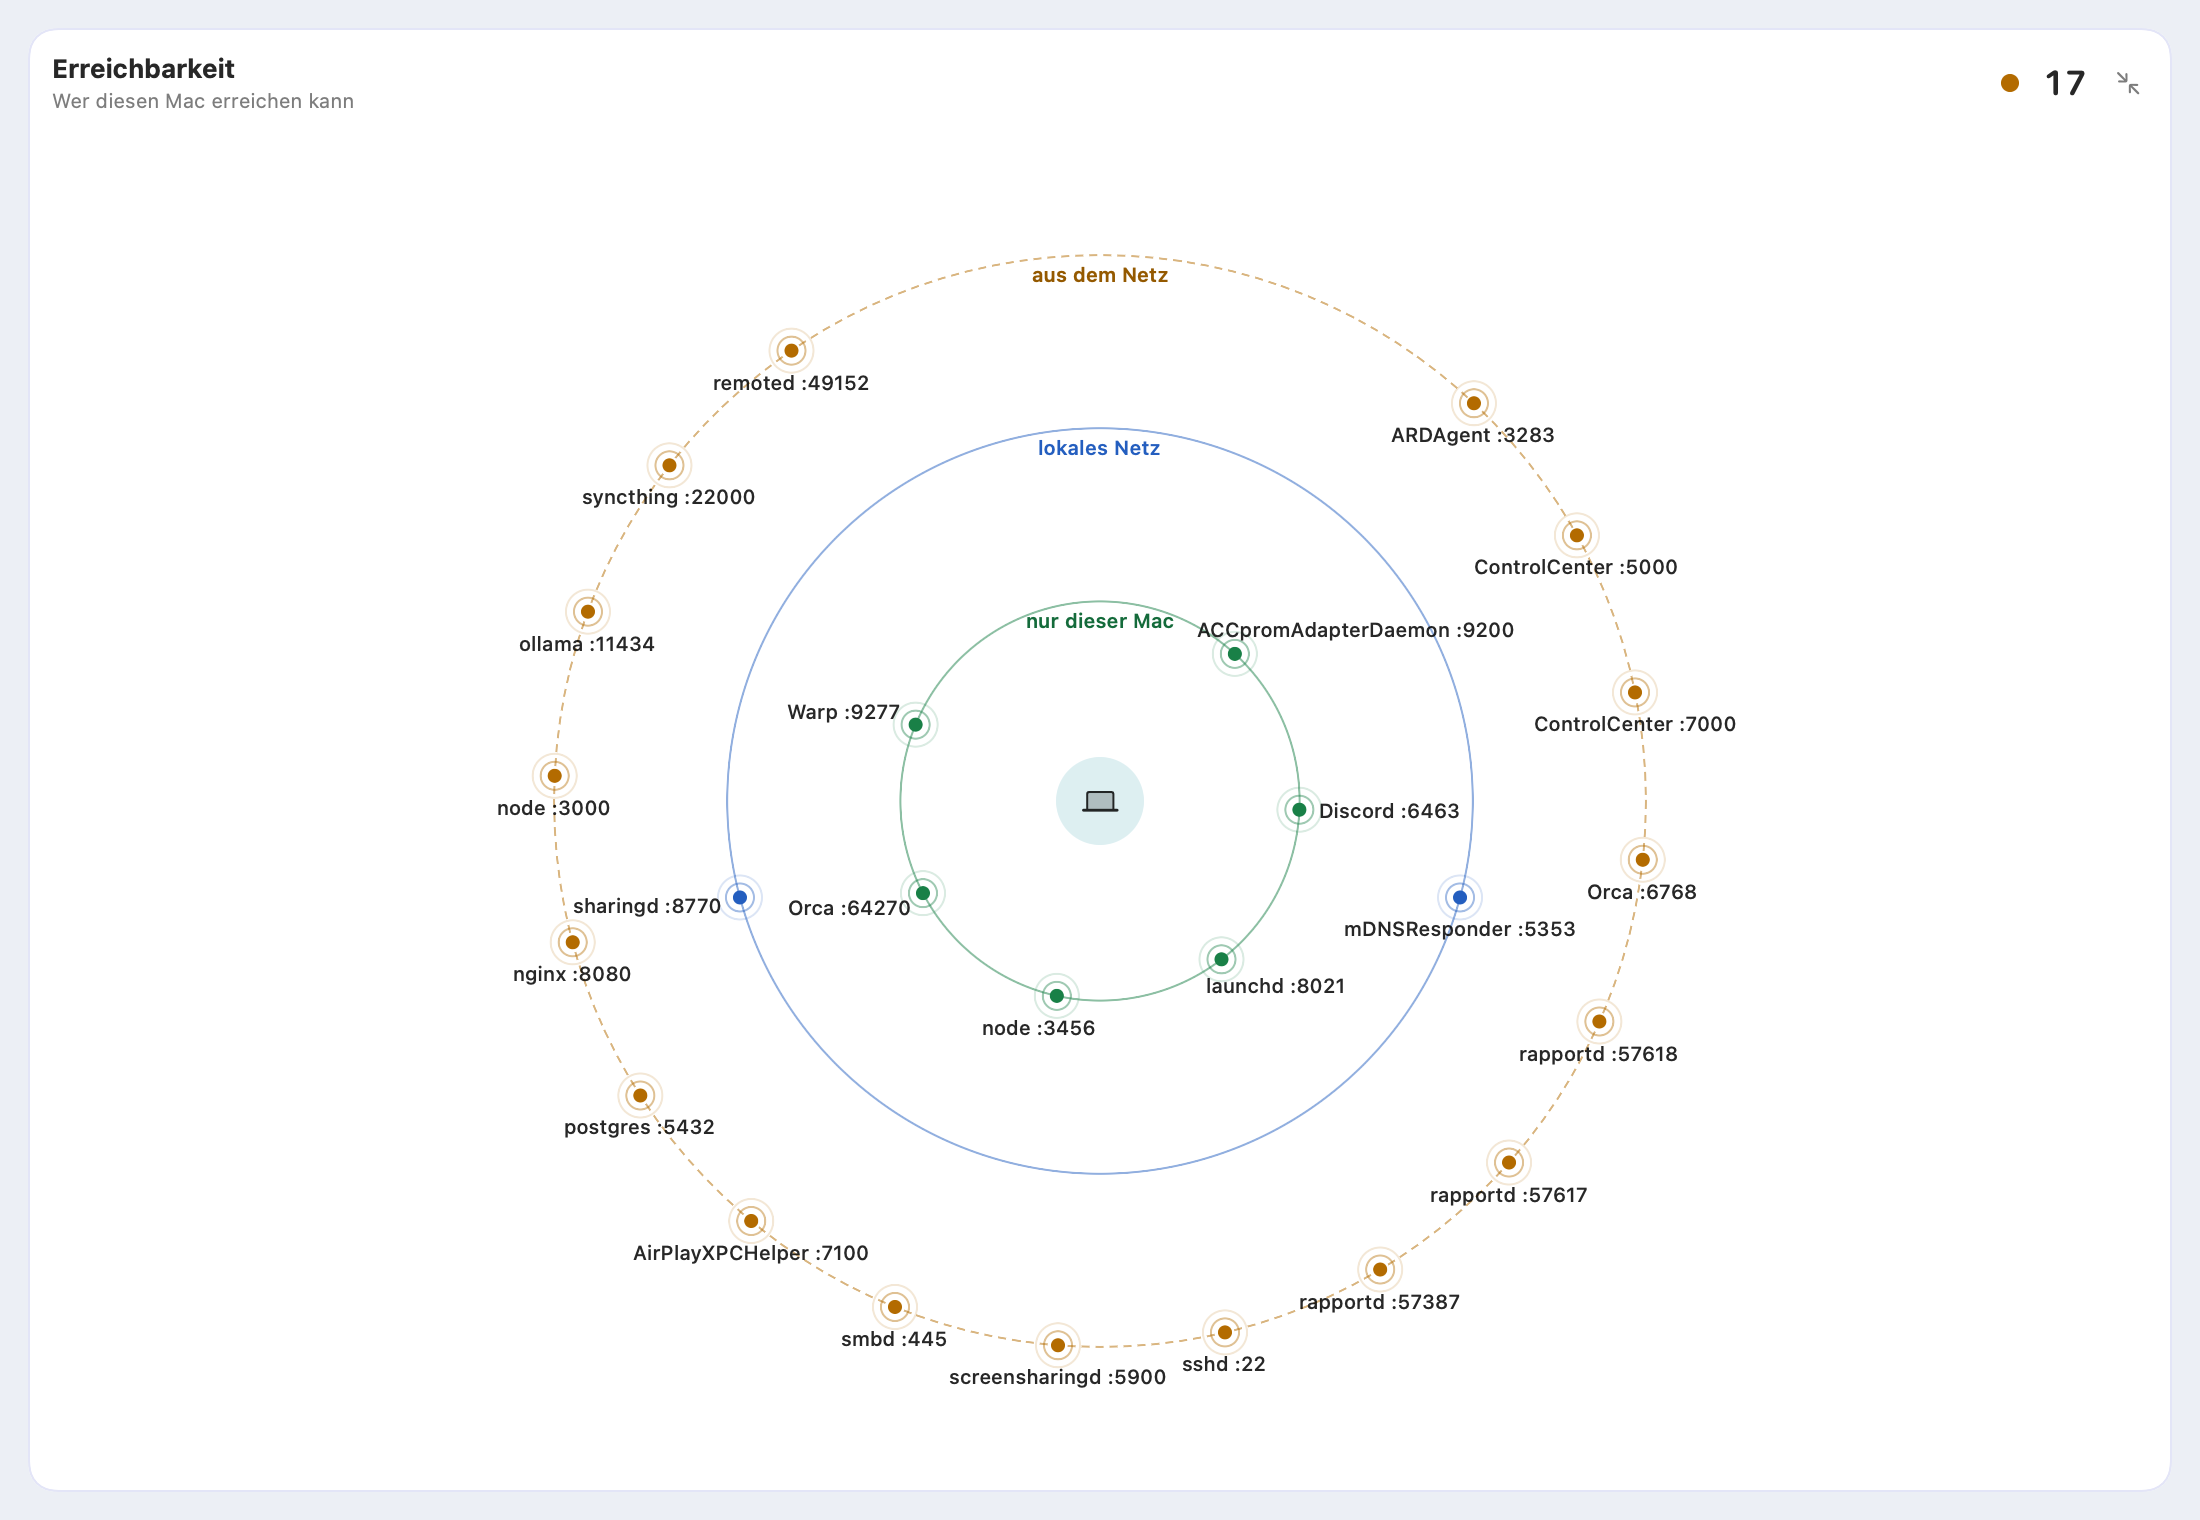 Erreichbarkeit
Wer diesen Mac erreichen kann
17
aus dem Netz
remoted :49152
ARDAgent :3283
lokales Netz
syncthing :22000
ControlCenter :5000
nur dieser Mac
ACCpromAdapterDaemon :9200
ollama :11434
Warp :9277
ControlCenter :7000
node :3000
Discord :6463
Orca :6768
sharingd :8770
Orca :64270
mDNSResponder :5353
nginx :8080
launchd :8021
node :3456
rapportd :57618
postgres :5432
rapportd :57617
AirPlayXPCHelper :7100
rapportd :57387
smbd :445
sshd :22
screensharingd :5900